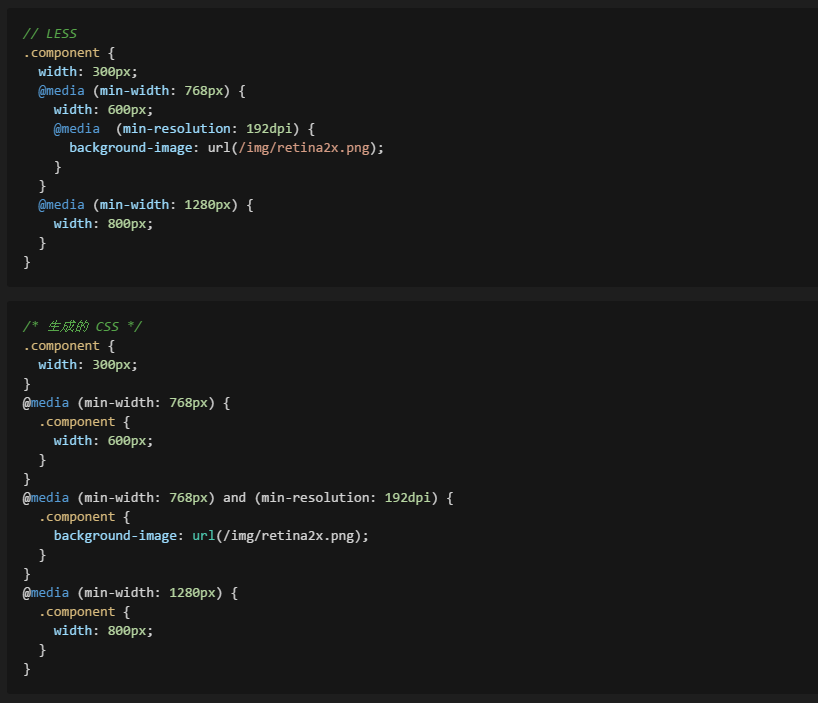 // LESS
.component {
  width: 300px;
  @media (min-width: 768px) {
    width: 600px;
    @media  (min-resolution: 192dpi) {
      background-image: url(/img/retina2x.png);
    }
  }
  @media (min-width: 1280px) {
    width: 800px;
  }
}
/* 生成的 CSS */
.component {
  width: 300px;
}
@media (min-width: 768px) {
  .component {
    width: 600px;
  }
}
@media (min-width: 768px) and (min-resolution: 192dpi) {
  .component {
    background-image: url(/img/retina2x.png);
  }
}
@media (min-width: 1280px) {
  .component {
    width: 800px;
  }
}